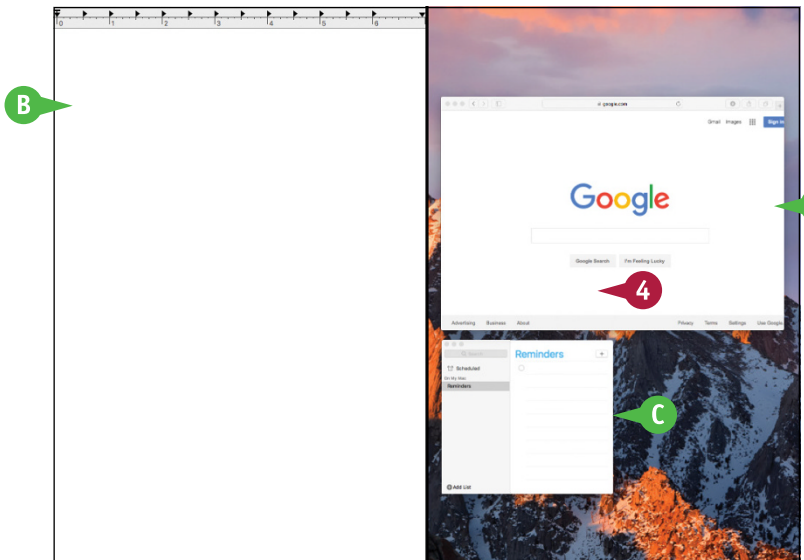 0 1 2 3 4 5 6
B
google.com
Gmail Images Sign in
Google
Google Search I'm Feeling Lucky
4
Advertising Business About Privacy Terms Settings Use Google
Search
Reminders +
Scheduled
On My Mac
Reminders
C
Add List